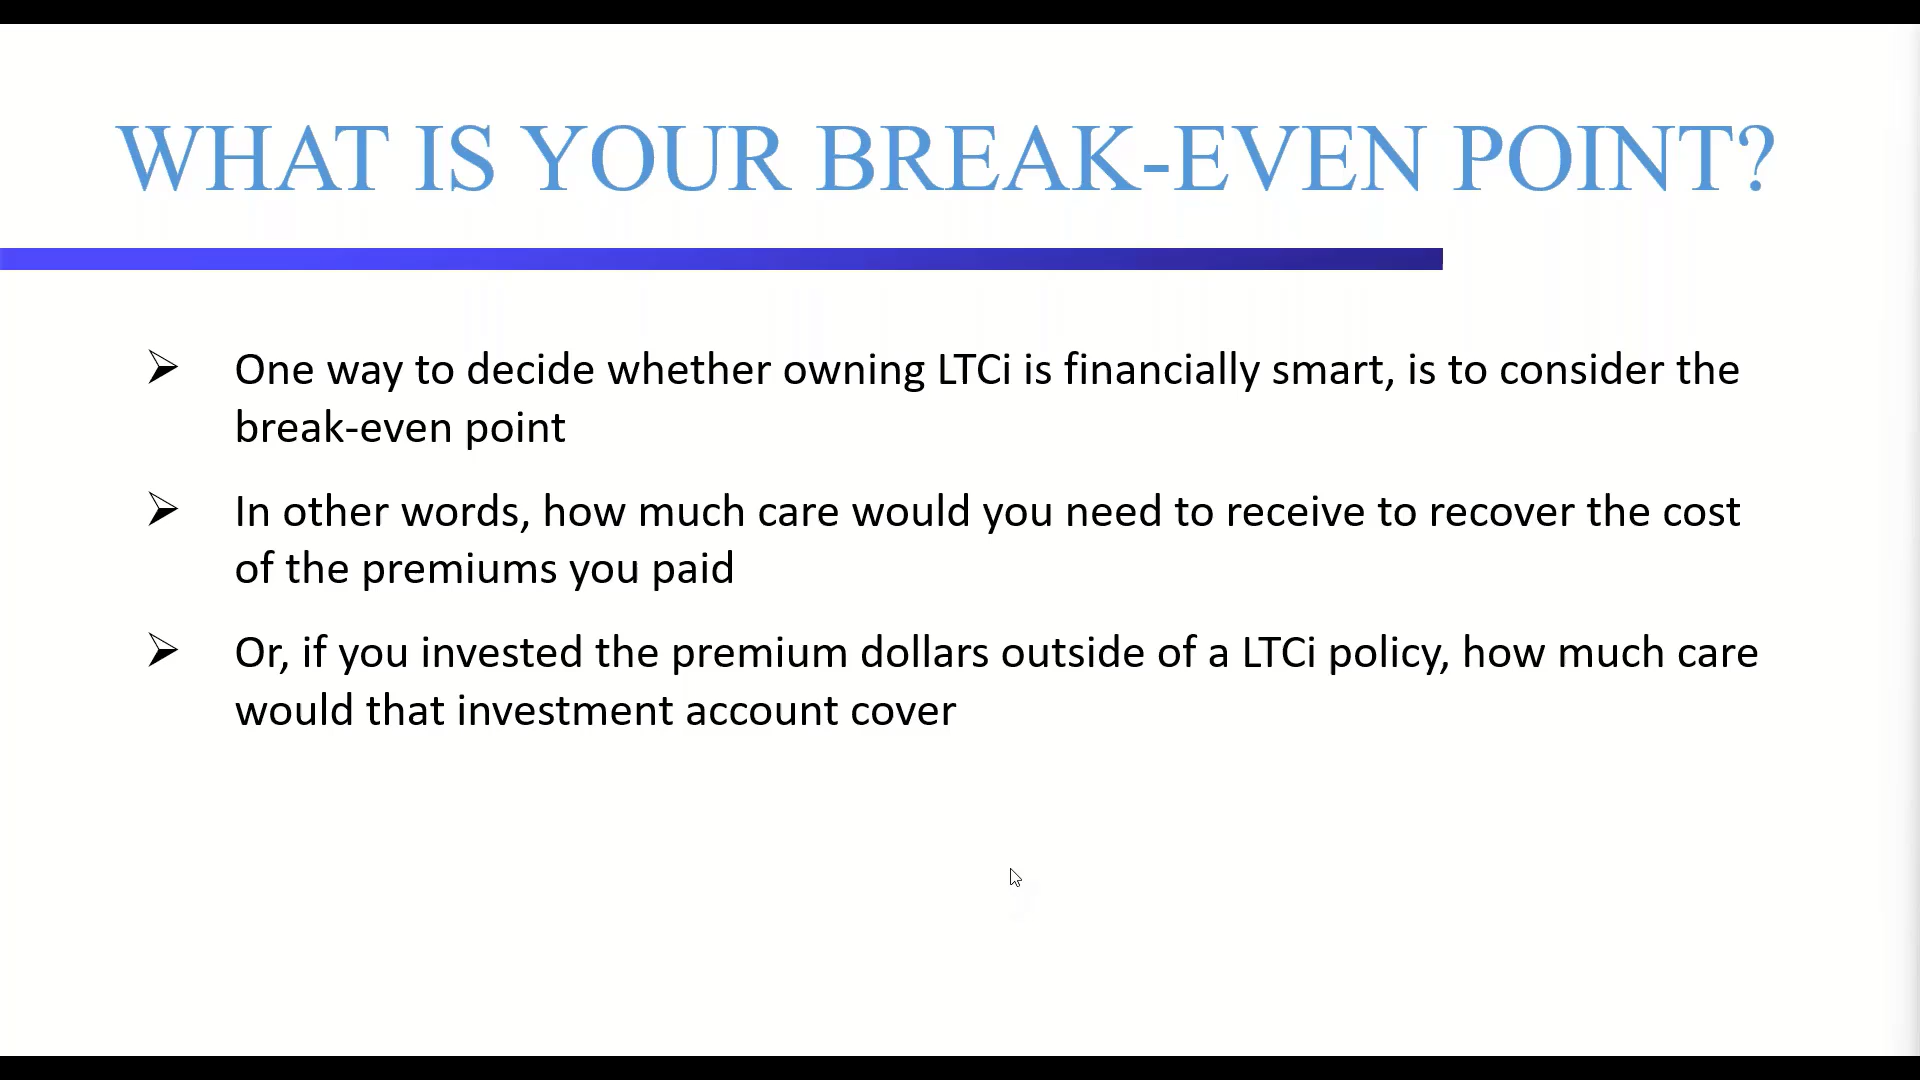 WHAT IS YOUR BREAK-EVEN POINT?
One way to decide whether owning LTCi is financially smart, is to consider the
break-even point
In other words, how much care would you need to receive to recover the cost
of the premiums you paid
Or, if you invested the premium dollars outside of a LTCi policy, how much care
would that investment account cover